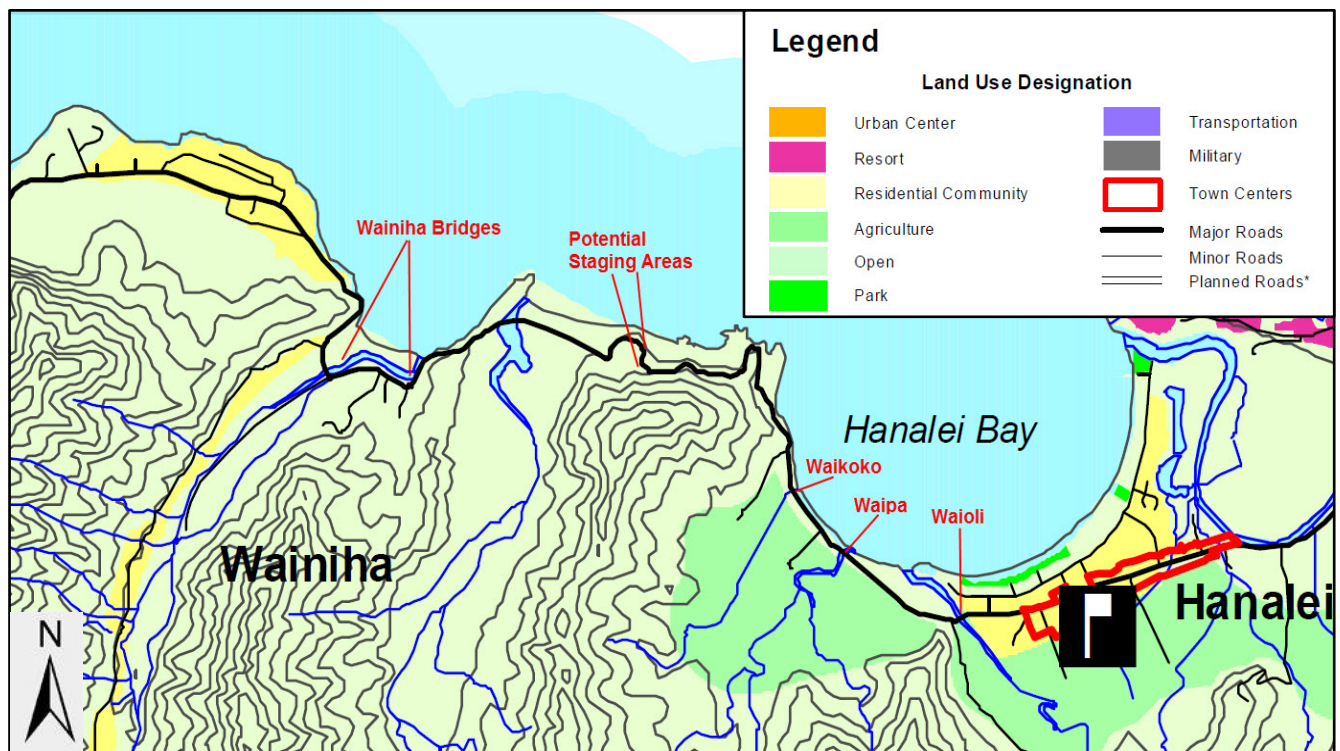 Legend
Land Use Designation
Urban Center
Resort
Residential Community
Agriculture
Open
Park
Transportation
Military
Town Centers
Major Roads
Minor Roads
Planned Roads*
Wainiha Bridges
Potential
Staging Areas
Hanalei Bay
Waikoko
Waipa
Waioli
Wainiha
Hanalei
N